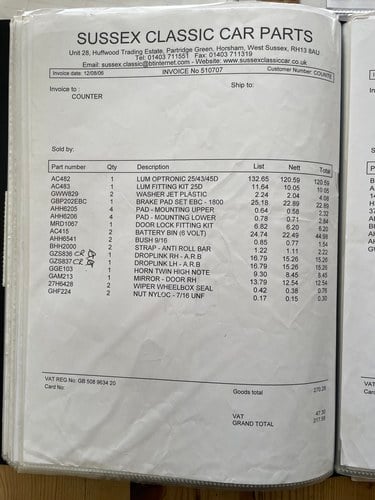 SUSSEX CLASSIC CAR PARTS
Unit 28, Huffwood Trading Estate, Partridge Green, Horsham, West Sussex, RH13 8AU
Tel: 01403 711551 Fax: 01403 711319
Email: sussex.classic@btinternet.com - Website: www.sussexclassiccar.co.uk
Invoice date: 12/08/06 INVOICE No 510707 Customer Number: COUNTE
Invoice to : Ship to:
COUNTER
Sold by:
Part number Qty Description List Nett Total
AC482 1 LUM OPTRONIC 25/43/45D 132.65 120.59 120.59
AC483 1 LUM FITTING KIT 25D 11.64 10.05 10.05
GWW829 2 WASHER JET PLASTIC 2.24 2.04 4.08
GBP202EBC 1 BRAKE PAD SET EBC - 1800 25.18 22.89 22.89
AHH6205 4 PAD - MOUNTING UPPER 0.64 0.58 2.32
AHH6206 4 PAD - MOUNTING LOWER 0.78 0.71 2.84
MRD1067 1 DOOR LOCK FITTING KIT 6.82 6.20 6.20
AC415 2 BATTERY BIN (6 VOLT) 24.74 22.49 44.98
AHH6541 2 BUSH 9/16 0.85 0.77 1.54
BHH2000 2 STRAP - ANTI ROLL BAR 1.22 1.11 2.22
GZS836 CR 1 DROPLINK RH - A.R.B 16.79 15.26 15.26
GZS837 CR 1 DROPLINK LH - A.R.B 16.79 15.26 15.26
GGE103 1 HORN TWIN HIGH NOTE 9.30 8.45 8.45
GAM213 1 MIRROR - DOOR RH 13.79 12.54 12.54
27H6428 2 WIPER WHEELBOX SEAL 0.42 0.38 0.76
GHF224 2 NUT NYLOC - 7/16 UNF 0.17 0.15 0.30
VAT REG No: GB 508 9634 20
Card No:
Goods total 270.28
VAT 47.30
GRAND TOTAL 317.58